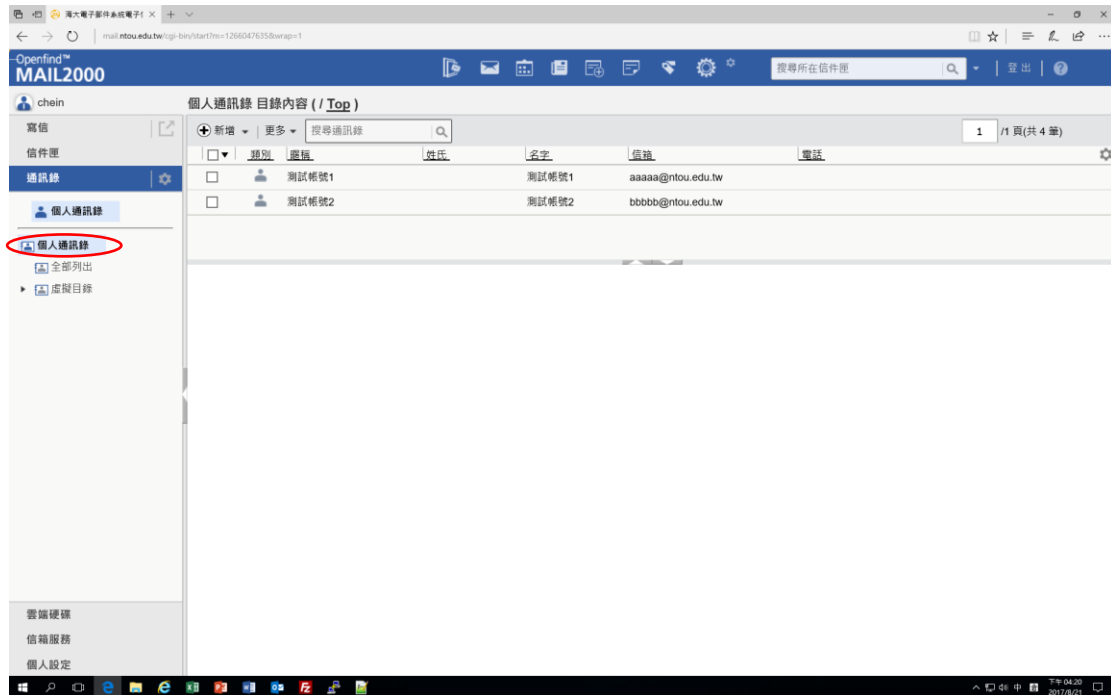 海大電子郵件系統電子(
mail.ntou.edu.tw/cgi-bin/start?m=1266047635&wrap=1
Openfind™
MAIL2000
搜尋所在信件匣
登出
chein
個人通訊錄 目錄內容 ( / Top )
寫信
新增
更多
搜尋通訊錄
1 /1 頁(共 4 筆)
信件匣
類別 匿稱 姓氏 名字 信箱 電話
通訊錄
測試帳號1 測試帳號1 aaaaa@ntou.edu.tw
測試帳號2 測試帳號2 bbbbb@ntou.edu.tw
個人通訊錄
個人通訊錄
全部列出
虛擬目錄
雲端硬碟
信箱服務
個人設定
中
下午 04:20
2017/8/21